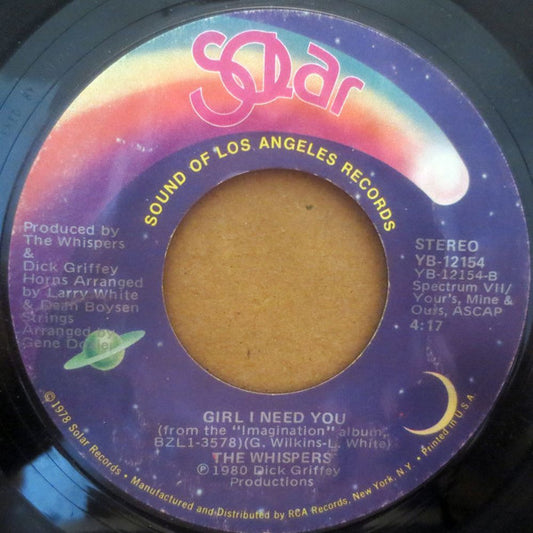 Solar
SOUND OF LOS ANGELES RECORDS
Produced by
The Whispers
&
Dick Griffey
Horns Arranged
by Larry White
& Dean Boysen
Strings
Arranged by
Gene Dozier
STEREO
YB-12154
YB-12154-B
Spectrum VII/
Your's, Mine &
Ours, ASCAP
4:17
GIRL I NEED YOU
(from the "Imagination" album,
BZL1-3578)(G. Wilkins-L. White)
THE WHISPERS
℗ 1980 Dick Griffey
Productions
© 1978 Solar Records • Manufactured and Distributed by RCA Records, New York, N.Y. • Printed in U.S.A.